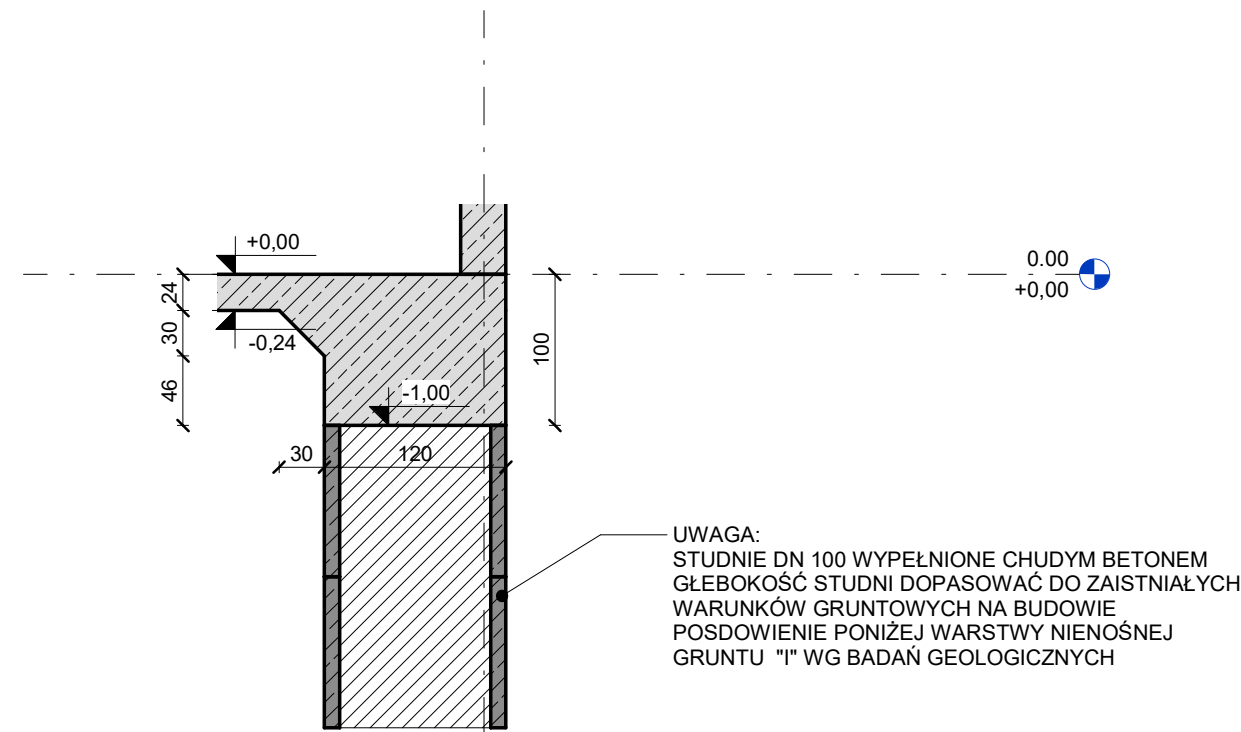 +0,00
0.00
+0,00
24
30
-0,24
46
100
-1,00
30
120
UWAGA:
STUDNIE DN 100 WYPEŁNIONE CHUDYM BETONEM
GŁEBOKOŚĆ STUDNI DOPASOWAĆ DO ZAISTNIAŁYCH
WARUNKÓW GRUNTOWYCH NA BUDOWIE
POSDOWIENIE PONIŻEJ WARSTWY NIENOŚNEJ
GRUNTU "I" WG BADAŃ GEOLOGICZNYCH